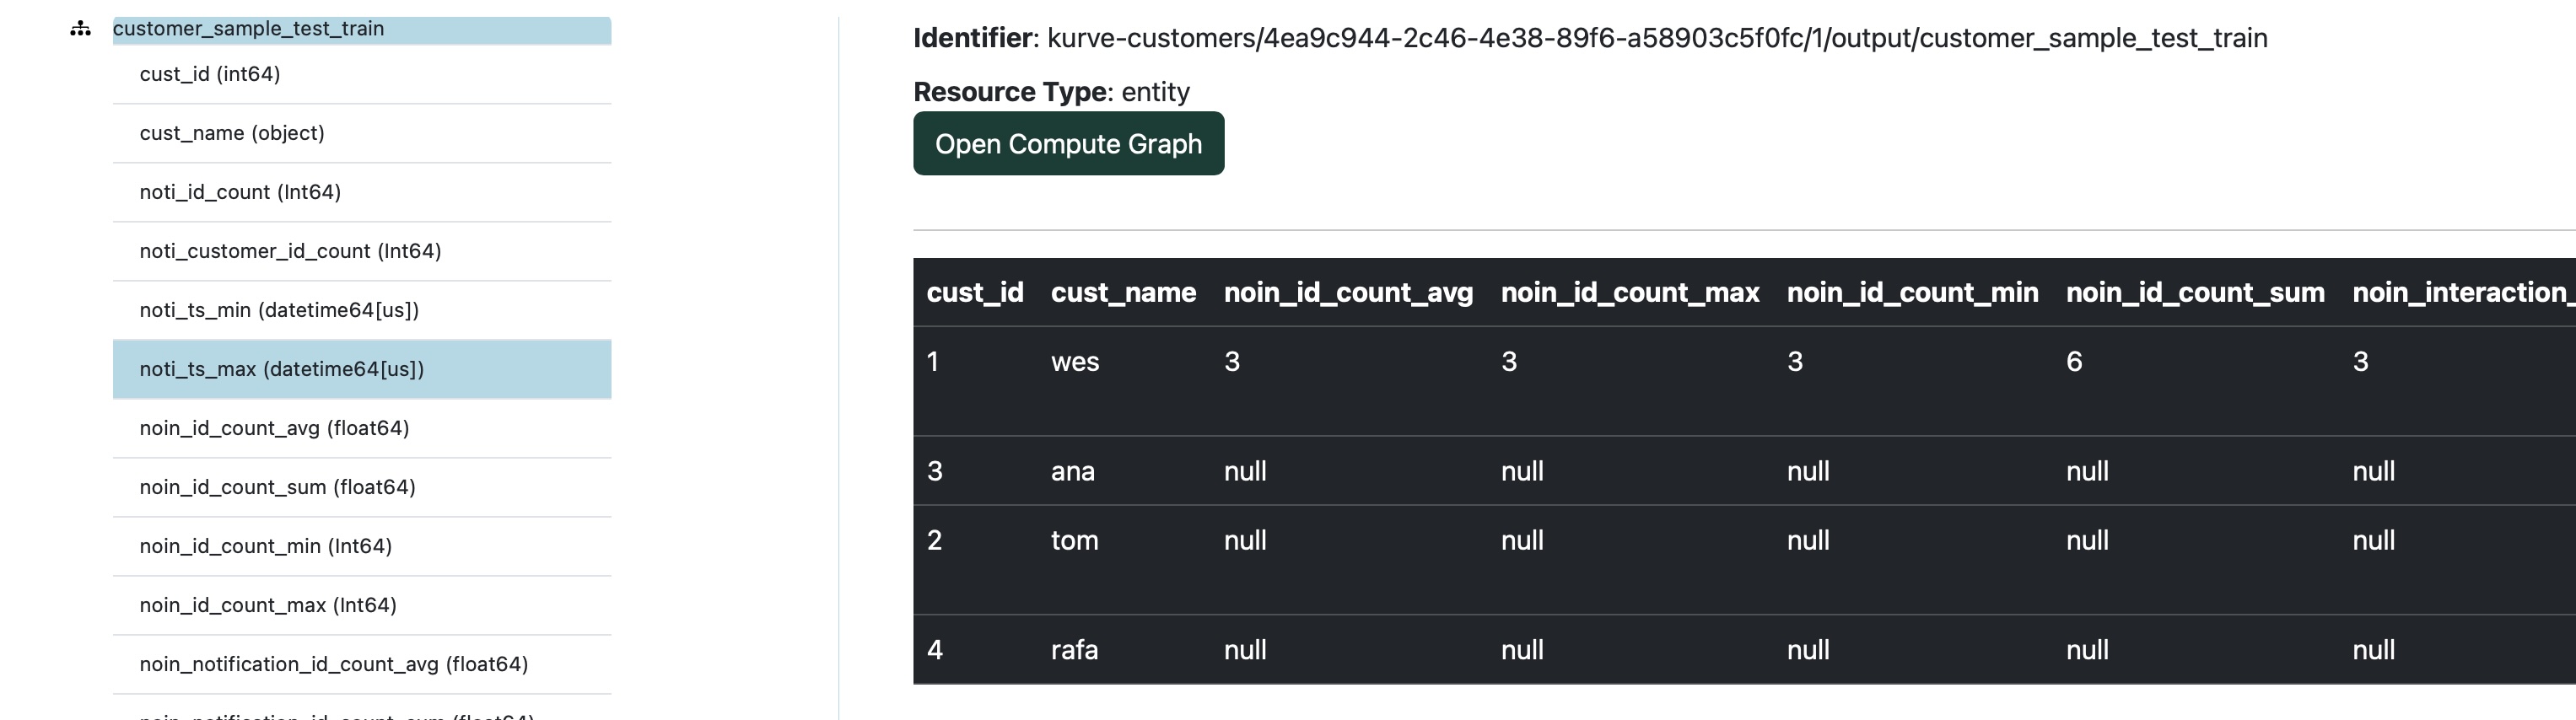 customer_sample_test_train
cust_id (int64)
cust_name (object)
noti_id_count (Int64)
noti_customer_id_count (Int64)
noti_ts_min (datetime64[us])
noti_ts_max (datetime64[us])
noin_id_count_avg (float64)
noin_id_count_sum (float64)
noin_id_count_min (Int64)
noin_id_count_max (Int64)
noin_notification_id_count_avg (float64)
noin_notification_id_count_sum (float64)
Identifier: kurve-customers/4ea9c944-2c46-4e38-89f6-a58903c5f0fc/1/output/customer_sample_test_train
Resource Type: entity
Open Compute Graph
cust_id cust_name noin_id_count_avg noin_id_count_max noin_id_count_min noin_id_count_sum noin_interaction_
1 wes 3 3 3 6 3
3 ana null null null null null
2 tom null null null null null
4 rafa null null null null null